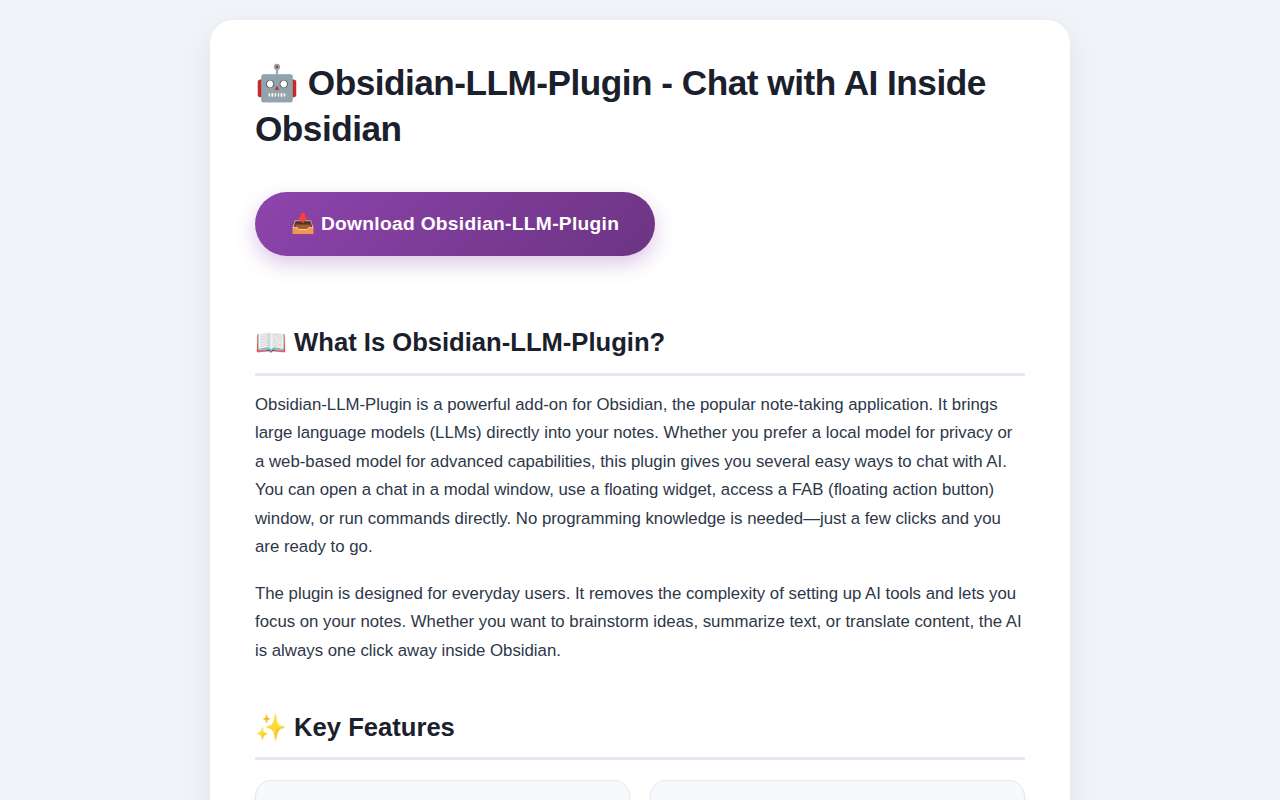 🤖 Obsidian-LLM-Plugin - Chat with AI Inside
Obsidian
📥 Download Obsidian-LLM-Plugin
📖 What Is Obsidian-LLM-Plugin?
Obsidian-LLM-Plugin is a powerful add-on for Obsidian, the popular note-taking application. It brings
large language models (LLMs) directly into your notes. Whether you prefer a local model for privacy or
a web-based model for advanced capabilities, this plugin gives you several easy ways to chat with AI.
You can open a chat in a modal window, use a floating widget, access a FAB (floating action button)
window, or run commands directly. No programming knowledge is needed—just a few clicks and you
are ready to go.
The plugin is designed for everyday users. It removes the complexity of setting up AI tools and lets you
focus on your notes. Whether you want to brainstorm ideas, summarize text, or translate content, the AI
is always one click away inside Obsidian.
✨ Key Features